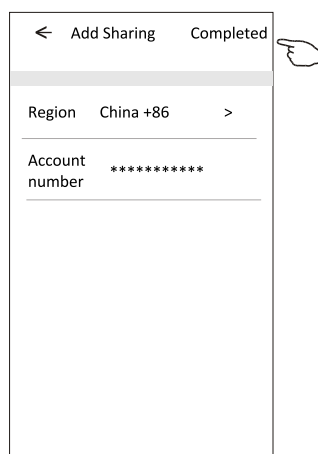 ← Add Sharing Completed
Region China +86 >
Account
number ***********